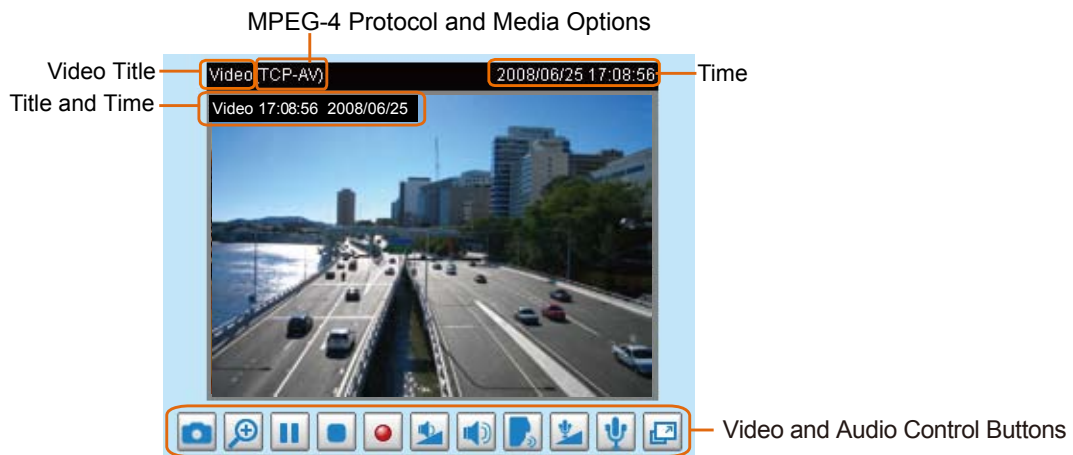 MPEG-4 Protocol and Media Options
Video Title
Video (TCP-AV)
2008/06/25 17:08:56
Time
Title and Time
Video 17:08:56 2008/06/25
Video and Audio Control Buttons